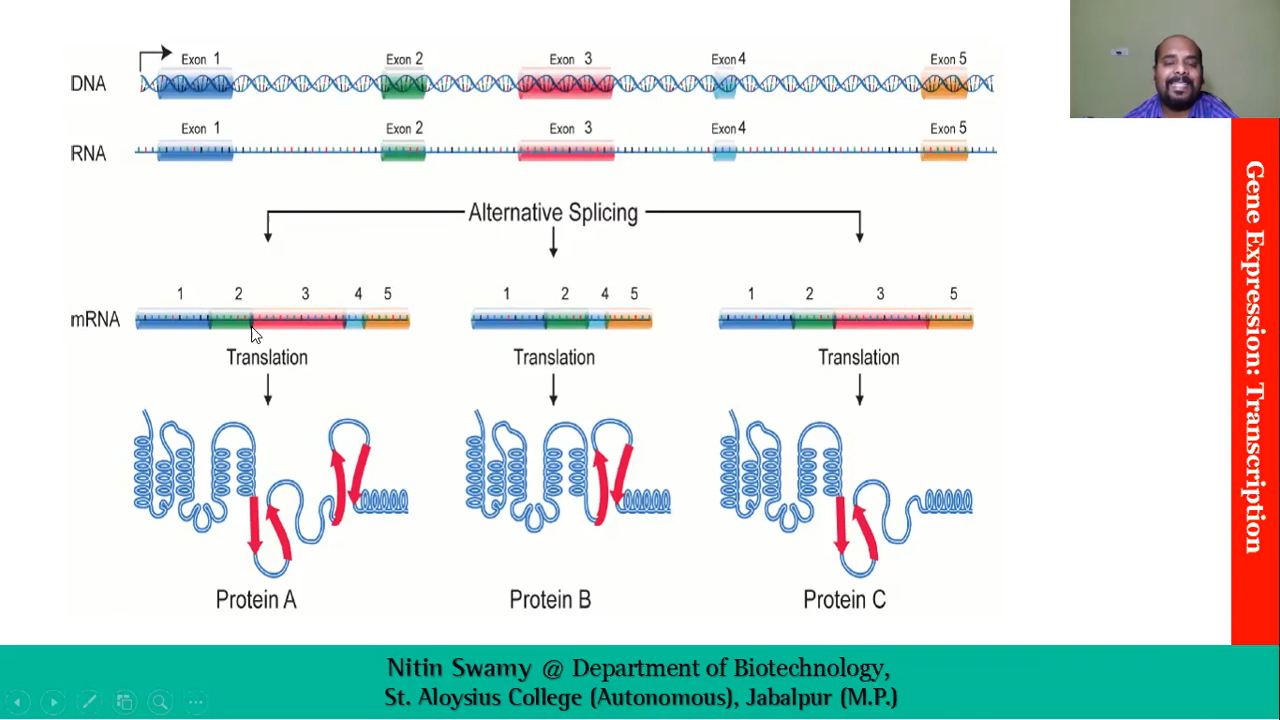 Exon 1 Exon 2 Exon 3 Exon 4 Exon 5
DNA
Exon 1 Exon 2 Exon 3 Exon 4 Exon 5
RNA
Alternative Splicing
1 2 3 4 5 1 2 4 5 1 2 3 5
mRNA
Translation Translation Translation
Protein A Protein B Protein C
Gene Expression: Transcription
Nitin Swamy @ Department of Biotechnology,
St. Aloysius College (Autonomous), Jabalpur (M.P.)